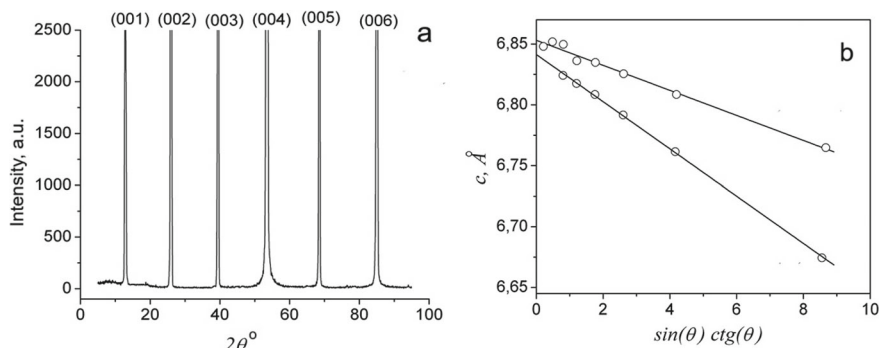 (001) (002) (003) (004) (005) (006)
a
2500
2000
1500
1000
500
0
Intensity, a.u.
0 20 40 60 80 100
2θ°
b
6,85
6,80
6,75
6,70
6,65
c, Å
0 2 4 6 8 10
sin(θ) ctg(θ)